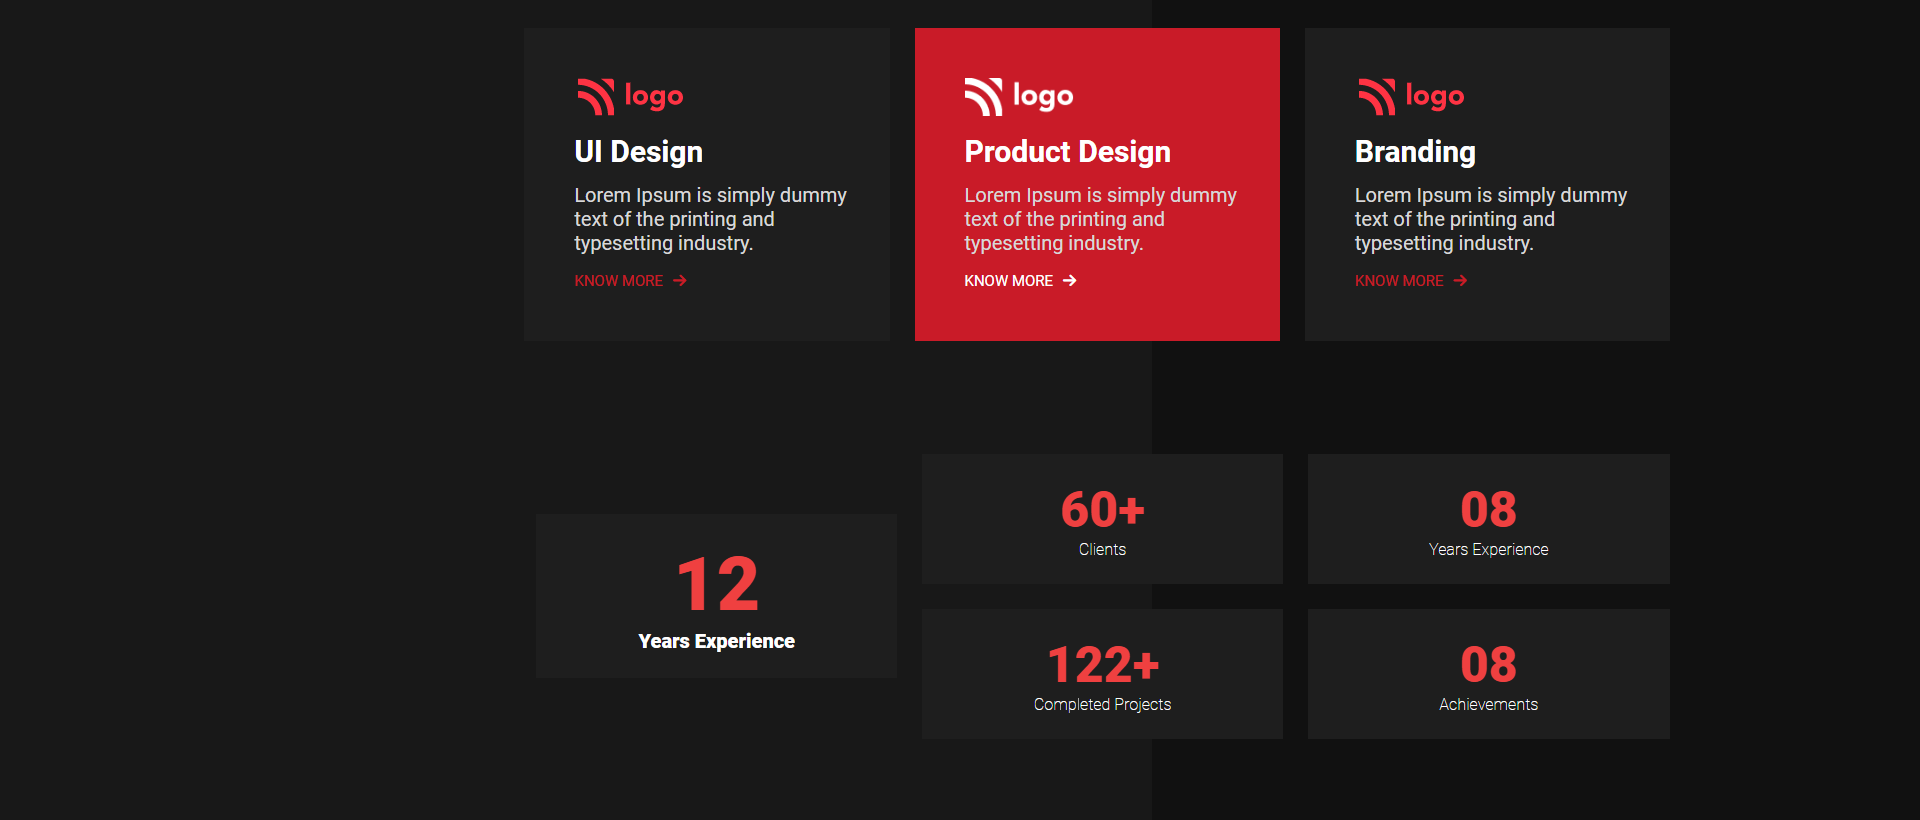 logo
UI Design
Lorem Ipsum is simply dummy
text of the printing and
typesetting industry.
KNOW MORE →
logo
Product Design
Lorem Ipsum is simply dummy
text of the printing and
typesetting industry.
KNOW MORE →
logo
Branding
Lorem Ipsum is simply dummy
text of the printing and
typesetting industry.
KNOW MORE →
12
Years Experience
60+
Clients
08
Years Experience
122+
Completed Projects
08
Achievements